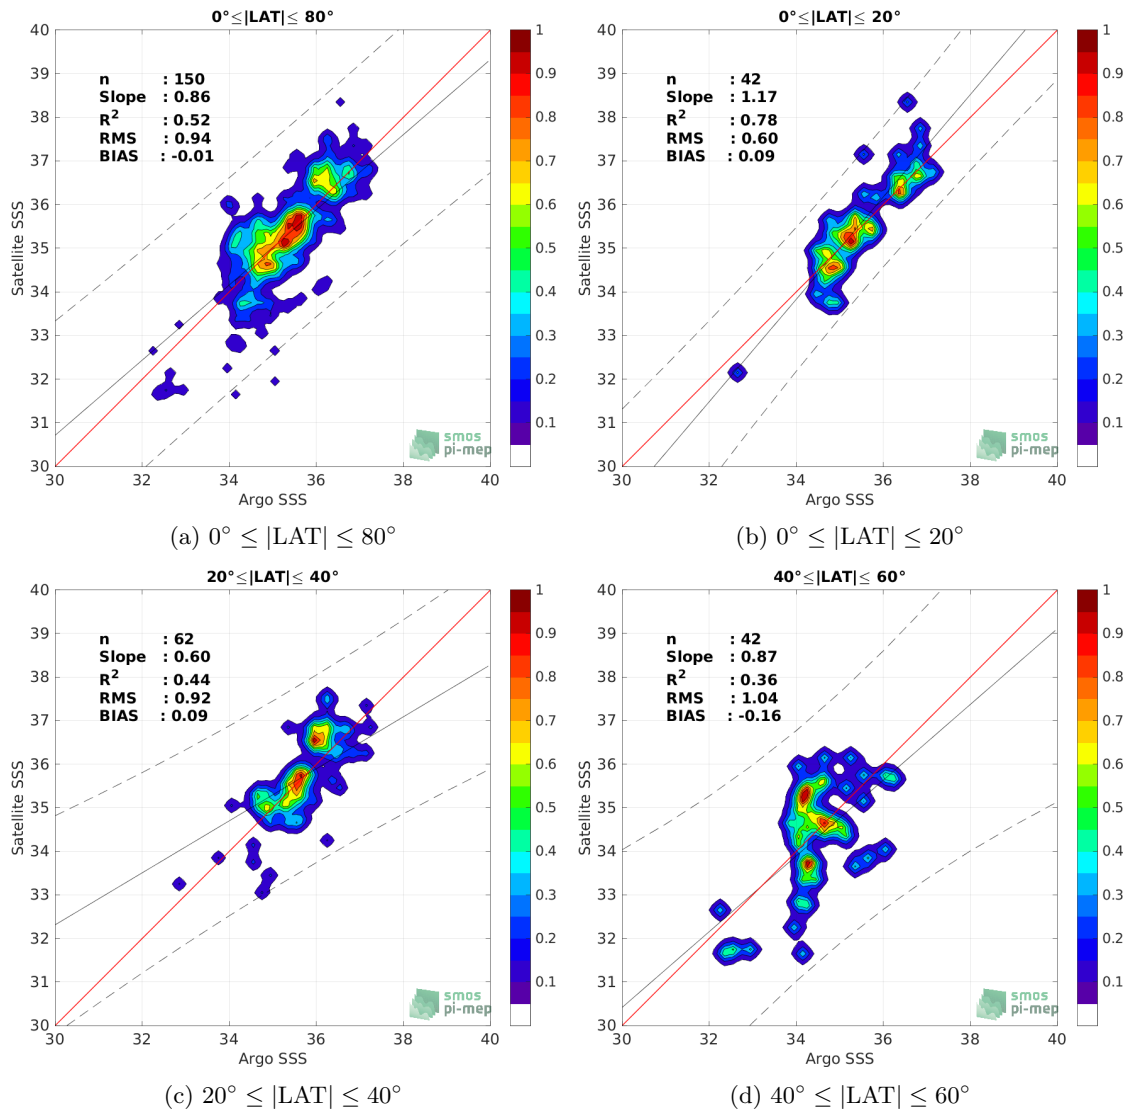 0°≤|LAT|≤ 80°
40
39
38
37
36
35
34
33
32
31
30
30 32 34 36 38 40
Satellite SSS
Argo SSS
n : 150
Slope : 0.86
R² : 0.52
RMS : 0.94
BIAS : -0.01
smos
pi-mep
1
0.9
0.8
0.7
0.6
0.5
0.4
0.3
0.2
0.1
(a) 0° ≤ |LAT| ≤ 80°
0°≤|LAT|≤ 20°
40
39
38
37
36
35
34
33
32
31
30
30 32 34 36 38 40
Satellite SSS
Argo SSS
n : 42
Slope : 1.17
R² : 0.78
RMS : 0.60
BIAS : 0.09
smos
pi-mep
1
0.9
0.8
0.7
0.6
0.5
0.4
0.3
0.2
0.1
(b) 0° ≤ |LAT| ≤ 20°
20°≤|LAT|≤ 40°
40
39
38
37
36
35
34
33
32
31
30
30 32 34 36 38 40
Satellite SSS
Argo SSS
n : 62
Slope : 0.60
R² : 0.44
RMS : 0.92
BIAS : 0.09
smos
pi-mep
1
0.9
0.8
0.7
0.6
0.5
0.4
0.3
0.2
0.1
(c) 20° ≤ |LAT| ≤ 40°
40°≤|LAT|≤ 60°
40
39
38
37
36
35
34
33
32
31
30
30 32 34 36 38 40
Satellite SSS
Argo SSS
n : 42
Slope : 0.87
R² : 0.36
RMS : 1.04
BIAS : -0.16
smos
pi-mep
1
0.9
0.8
0.7
0.6
0.5
0.4
0.3
0.2
0.1
(d) 40° ≤ |LAT| ≤ 60°